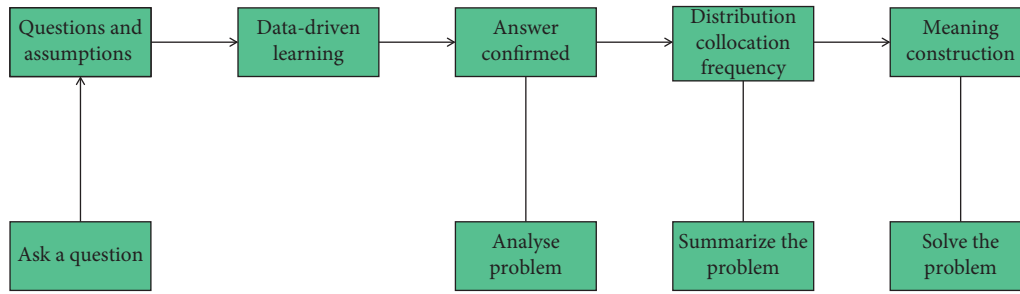 Questions and
assumptions
Data-driven
learning
Answer
confirmed
Distribution
collocation
frequency
Meaning
construction
Ask a question
Analyse
problem
Summarize the
problem
Solve the
problem